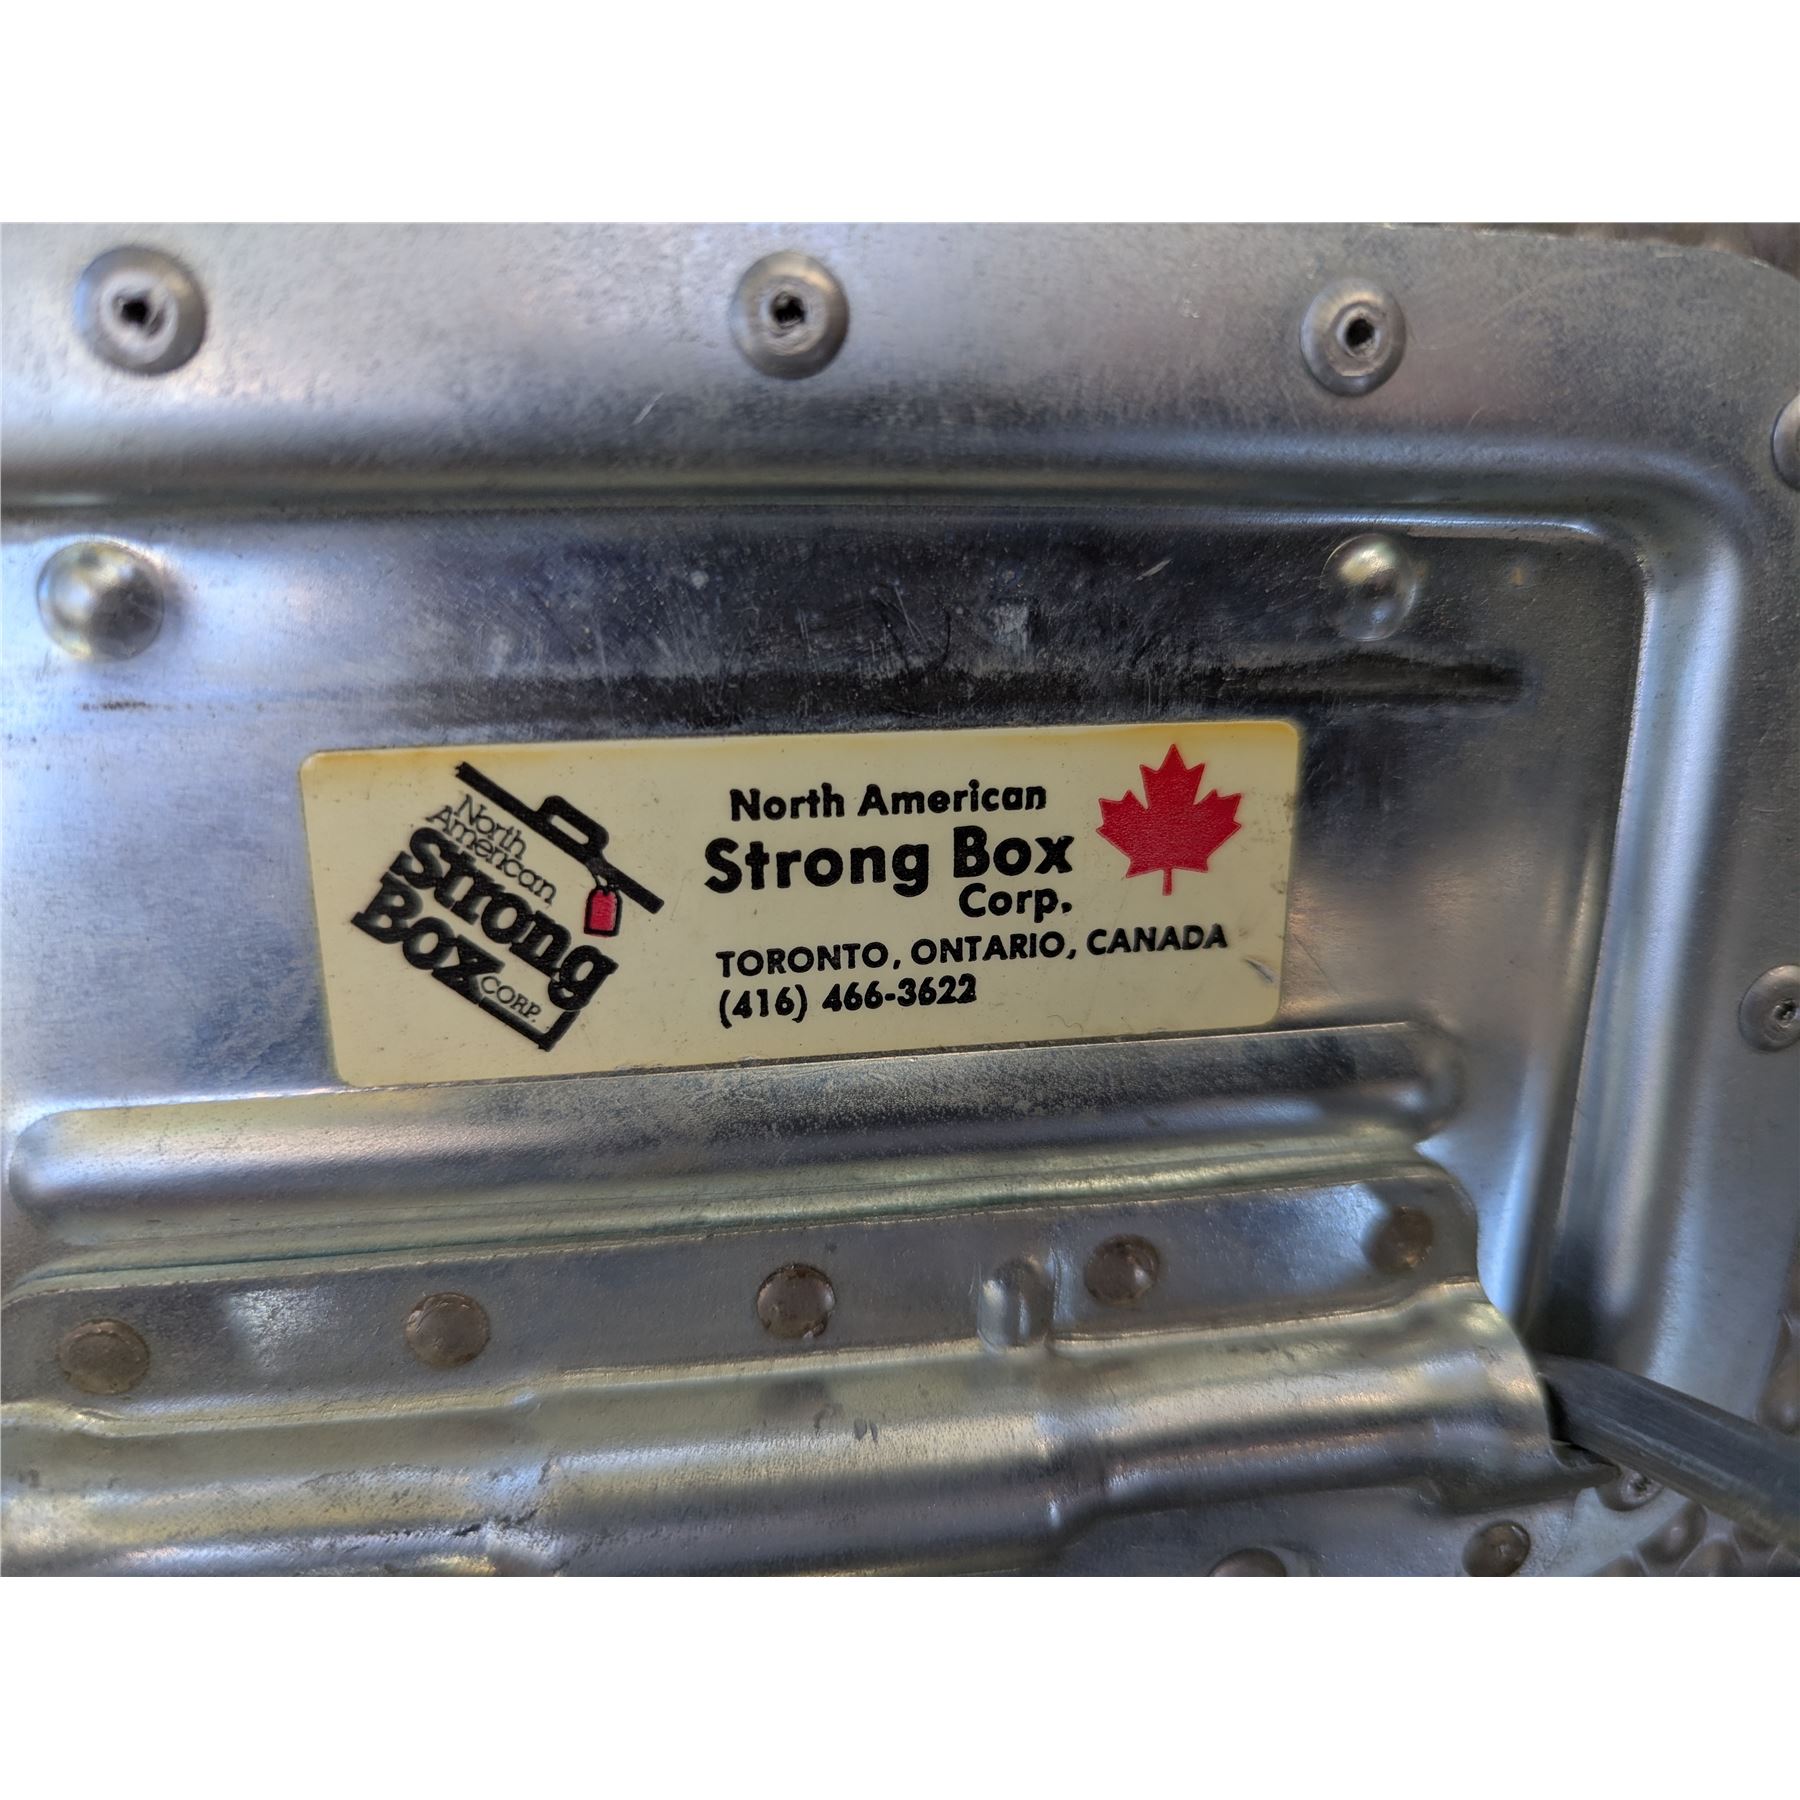 North
American
Strong
Box
CORP.
North American
Strong Box
Corp.
TORONTO, ONTARIO, CANADA
(416) 466-3622